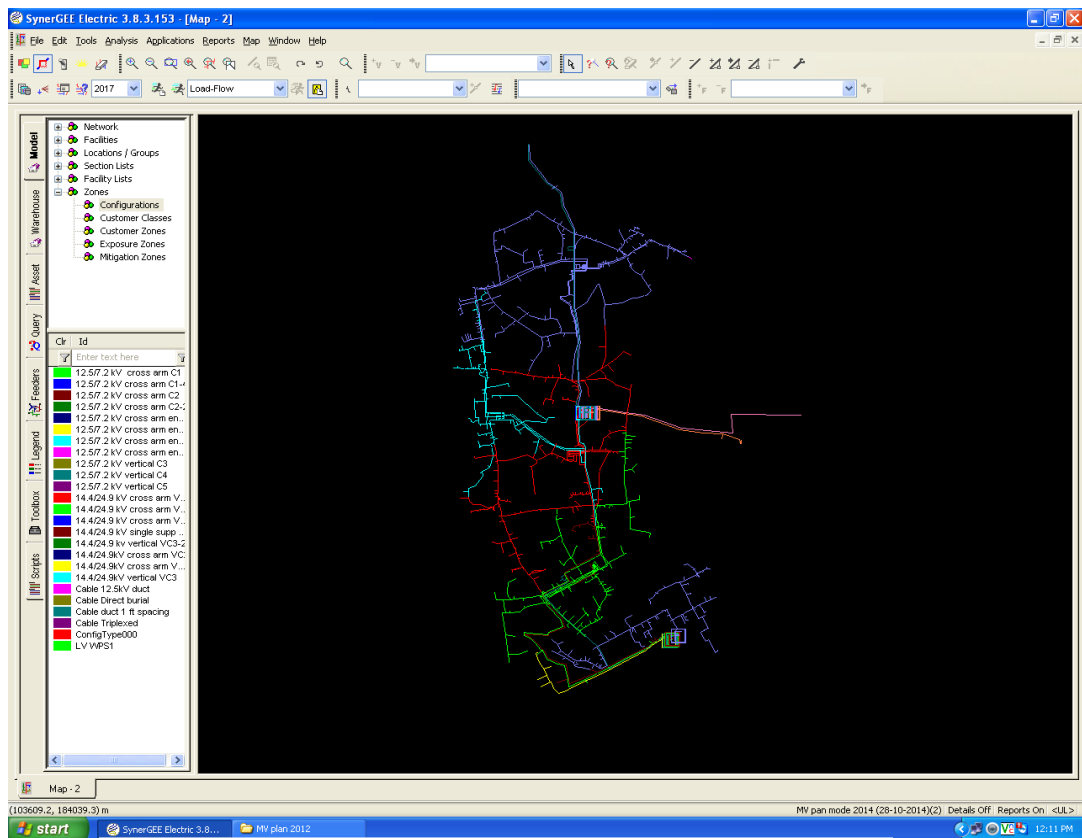 SynerGEE Electric 3.8.3.153 - [Map - 2]
File Edit Tools Analysis Applications Reports Map Window Help
2017 Load-Flow
Model
Warehouse
Asset
Query
Feeders
Legend
Toolbox
Scripts
Network
Facilities
Locations / Groups
Section Lists
Facility Lists
Zones
Configurations
Customer Classes
Customer Zones
Exposure Zones
Mitigation Zones
Clr Id
Enter text here
12.5/7.2 kV cross arm C1
12.5/7.2 kV cross arm C1-
12.5/7.2 kV cross arm C2
12.5/7.2 kV cross arm C2-
12.5/7.2 kV cross arm en..
12.5/7.2 kV cross arm en..
12.5/7.2 kV cross arm en..
12.5/7.2 kV cross arm en..
12.5/7.2 kV vertical C3
12.5/7.2 kV vertical C4
12.5/7.2 kV vertical C5
14.4/24.9 kV cross arm V...
14.4/24.9 kV cross arm V...
14.4/24.9 kV cross arm V...
14.4/24.9 kV single supp ..
14.4/24.9 kv vertical VC3-2
14.4/24.9kV cross arm VC
14.4/24.9kV cross arm V...
14.4/24.9kV vertical VC3
Cable 12.5kV duct
Cable Direct burial
Cable duct 1 ft spacing
Cable Triplexed
ConfigType000
LV WPS1
Map - 2
(103609.2, 184039.3) m MV pan mode 2014 (28-10-2014)(2) Details Off Reports On <UL>
start SynerGEE Electric 3.8... MV plan 2012 12:11 PM